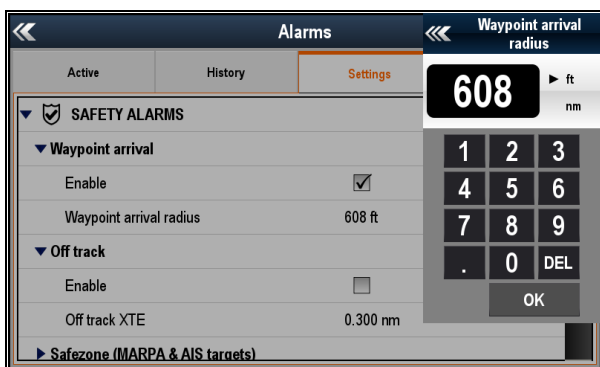 Alarms
Active
History
Settings
SAFETY ALARMS
Waypoint arrival
Enable
Waypoint arrival radius 608 ft
Off track
Enable
Off track XTE 0.300 nm
Safezone (MARPA & AIS targets)
Waypoint arrival
radius
608
ft
nm
1 2 3
4 5 6
7 8 9
. 0 DEL
OK